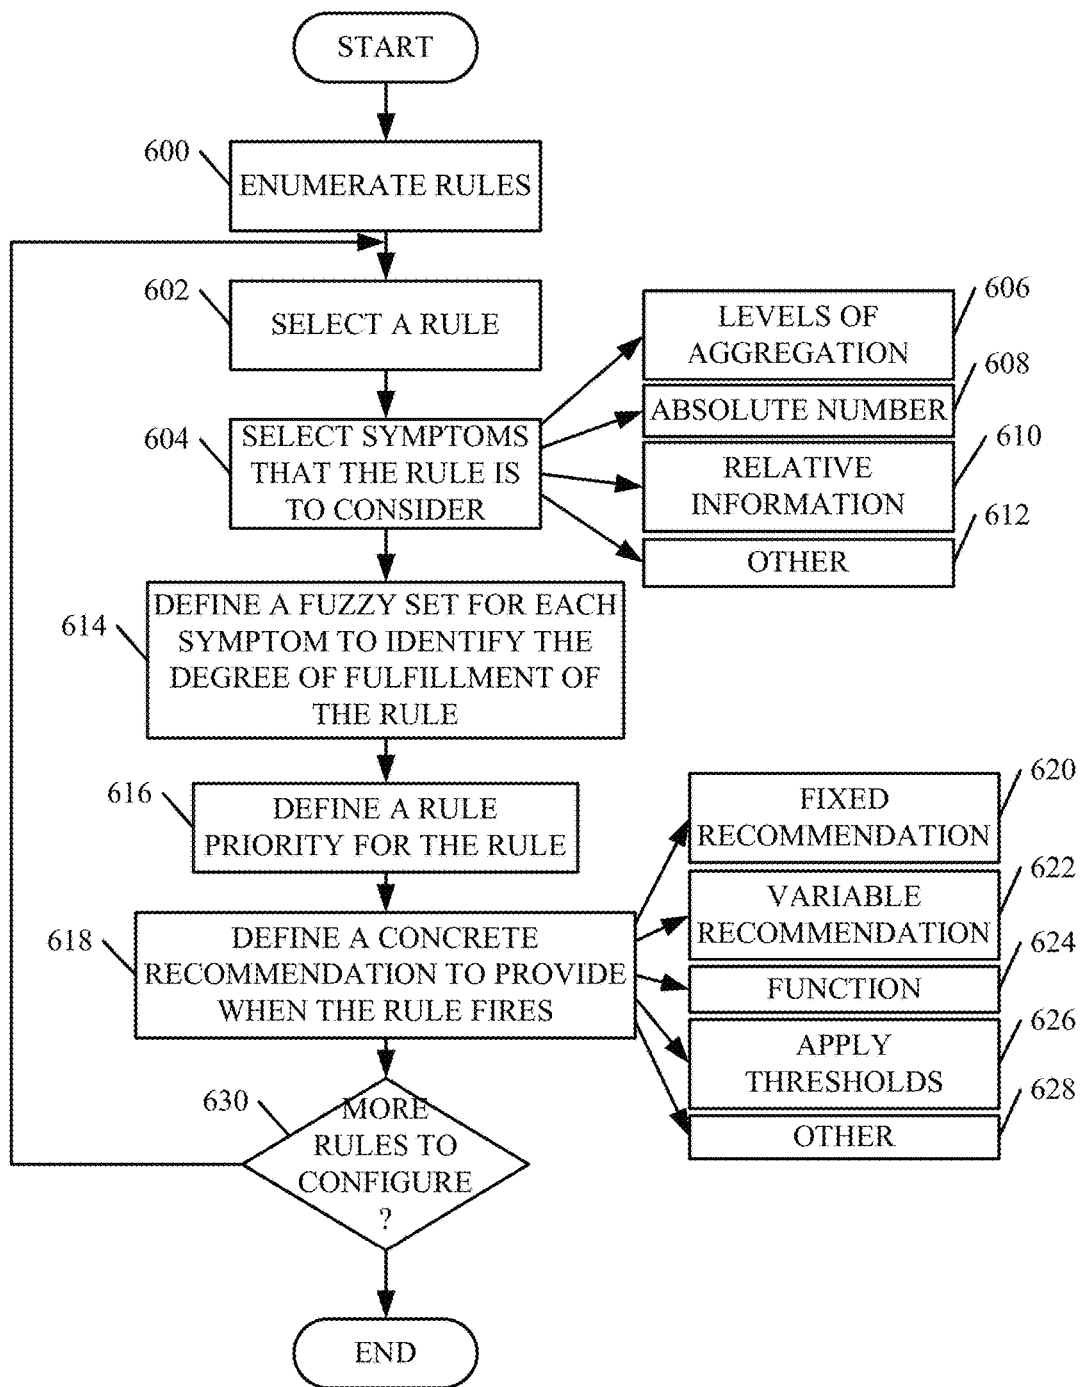 START
600
ENUMERATE RULES
602
SELECT A RULE
604
SELECT SYMPTOMS
THAT THE RULE IS
TO CONSIDER
606
LEVELS OF
AGGREGATION
608
ABSOLUTE NUMBER
610
RELATIVE
INFORMATION
612
OTHER
614
DEFINE A FUZZY SET FOR EACH
SYMPTOM TO IDENTIFY THE
DEGREE OF FULFILLMENT OF
THE RULE
616
DEFINE A RULE
PRIORITY FOR THE RULE
618
DEFINE A CONCRETE
RECOMMENDATION TO PROVIDE
WHEN THE RULE FIRES
620
FIXED
RECOMMENDATION
622
VARIABLE
RECOMMENDATION
624
FUNCTION
626
APPLY
THRESHOLDS
628
OTHER
630
MORE
RULES TO
CONFIGURE
?
END